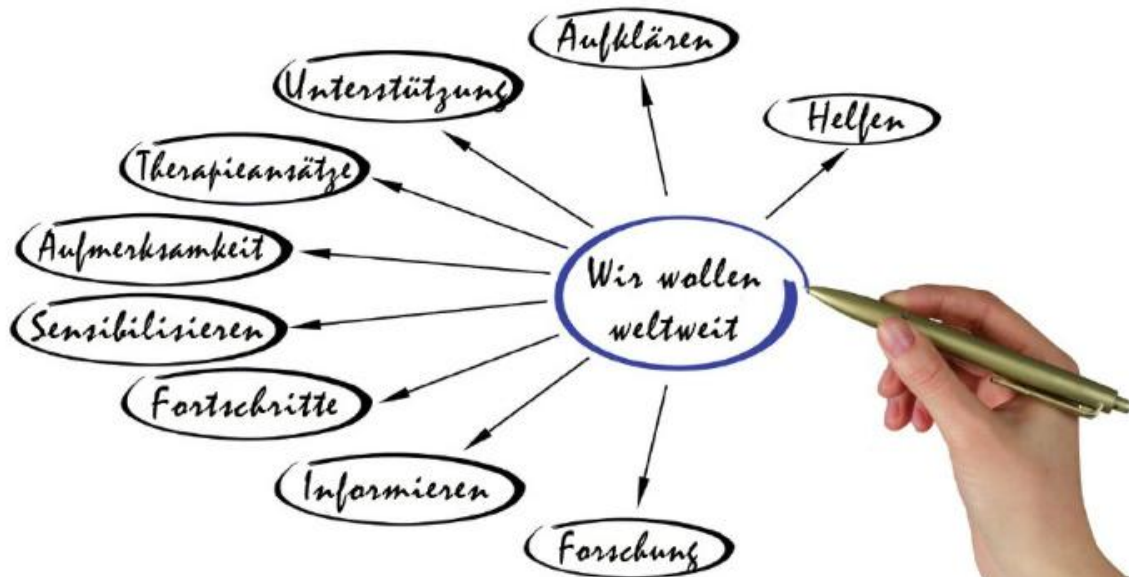 Aufklären
Helfen
Unterstützung
Therapieansätze
Aufmerksamkeit
Wir wollen
weltweit
Sensibilisieren
Fortschritte
Informieren
Forschung